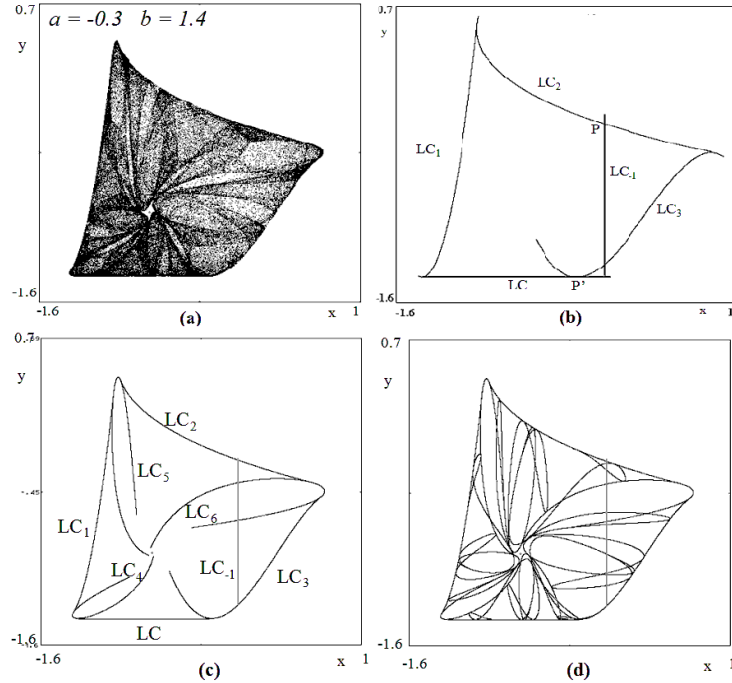 0.7
a = -0.3 b = 1.4
y
-1.6
-1.6
x
1
(a)
0.7
y
LC2
LC1
P
LC-1
LC3
LC
P'
-1.6
-1.6
x
(b)
0.7
y
LC2
LC5
-.45
LC6
LC1
LC4
LC-1
LC3
LC
-1.6
-1.6
x
1
(c)
0.7
y
-1.6
-1.6
x
1
(d)